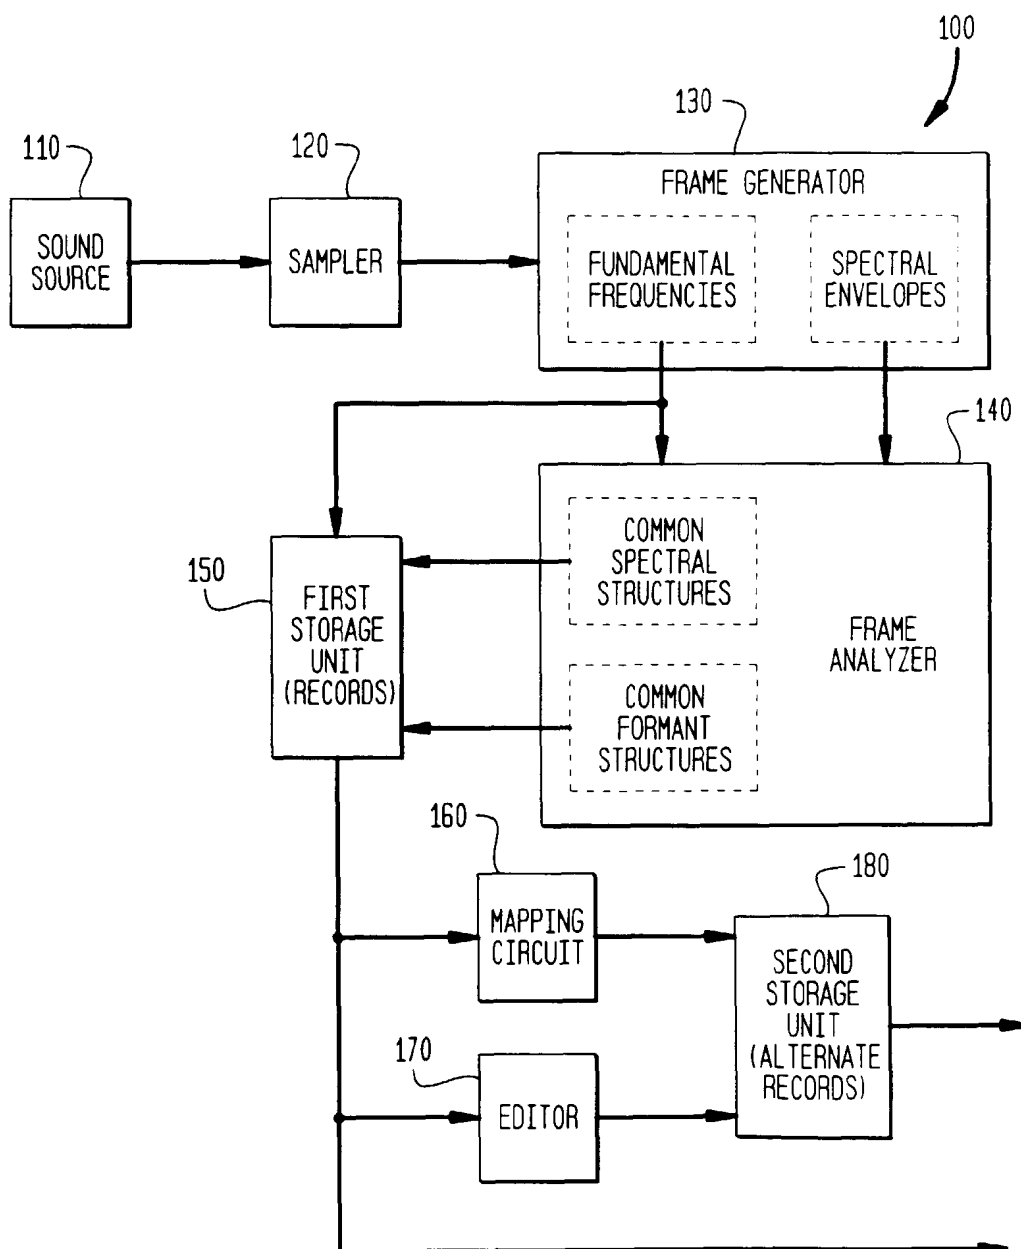 100
130
110
120
FRAME GENERATOR
SOUND
SOURCE
SAMPLER
FUNDAMENTAL
FREQUENCIES
SPECTRAL
ENVELOPES
140
150
FIRST
STORAGE
UNIT
(RECORDS)
COMMON
SPECTRAL
STRUCTURES
FRAME
ANALYZER
COMMON
FORMANT
STRUCTURES
160
MAPPING
CIRCUIT
180
SECOND
STORAGE
UNIT
(ALTERNATE
RECORDS)
170
EDITOR